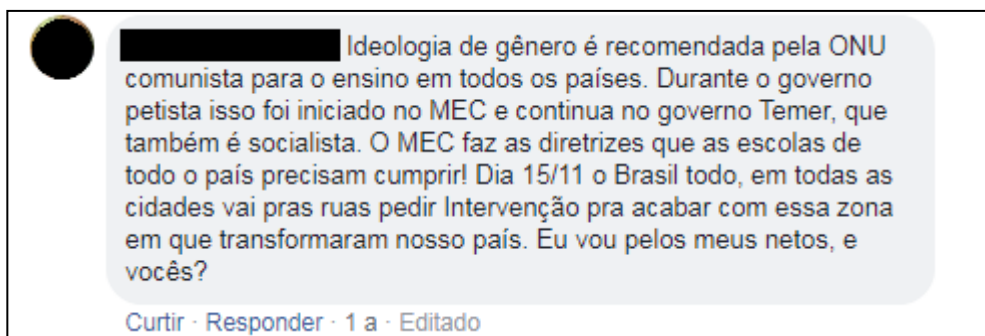 Ideologia de gênero é recomendada pela ONU
comunista para o ensino em todos os países. Durante o governo
petista isso foi iniciado no MEC e continua no governo Temer, que
também é socialista. O MEC faz as diretrizes que as escolas de
todo o país precisam cumprir! Dia 15/11 o Brasil todo, em todas as
cidades vai pras ruas pedir Intervenção pra acabar com essa zona
em que transformaram nosso país. Eu vou pelos meus netos, e
vocês?
Curtir · Responder · 1 a · Editado